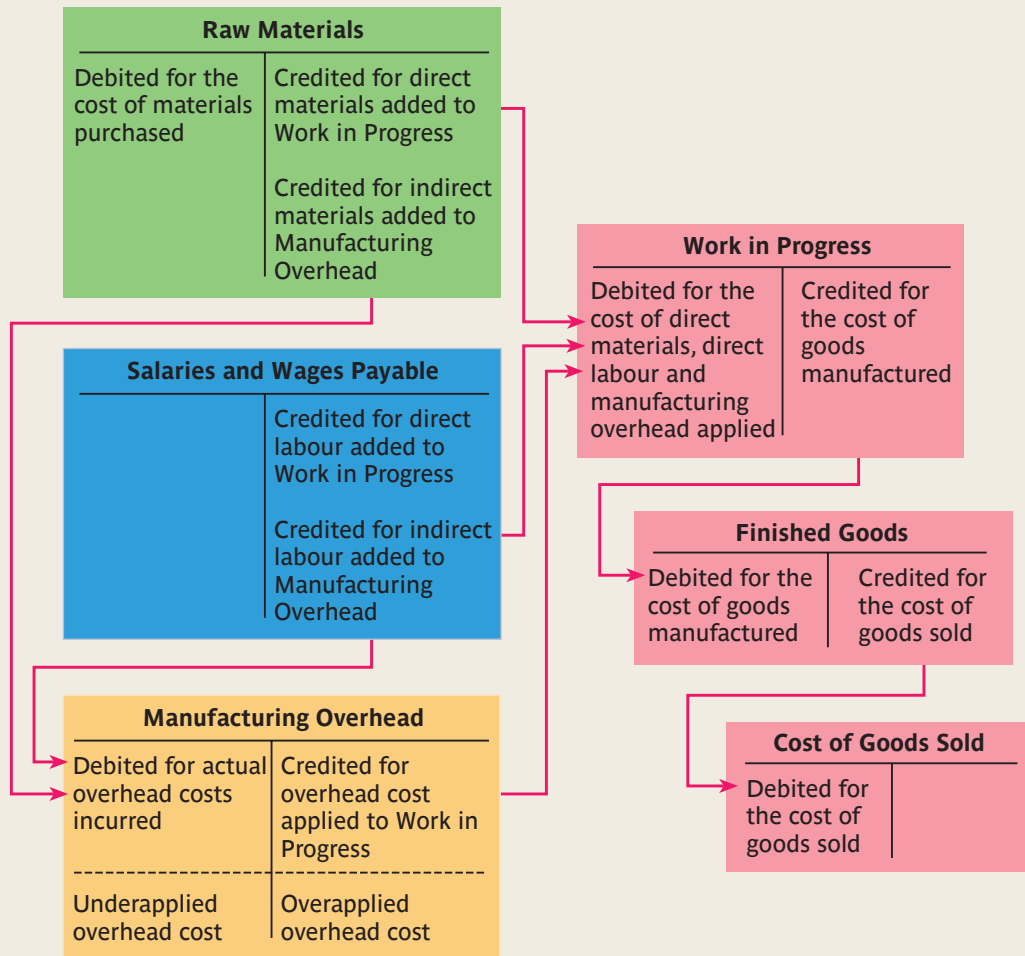 Raw Materials
Debited for the
cost of materials
purchased
Credited for direct
materials added to
Work in Progress
Credited for indirect
materials added to
Manufacturing
Overhead
Salaries and Wages Payable
Credited for direct
labour added to
Work in Progress
Credited for indirect
labour added to
Manufacturing
Overhead
Manufacturing Overhead
Debited for actual
overhead costs
incurred
Credited for
overhead cost
applied to Work in
Progress
Underapplied
overhead cost
Overapplied
overhead cost
Work in Progress
Debited for the
cost of direct
materials, direct
labour and
manufacturing
overhead applied
Credited for
the cost of
goods
manufactured
Finished Goods
Debited for the
cost of goods
manufactured
Credited for
the cost of
goods sold
Cost of Goods Sold
Debited for
the cost of
goods sold